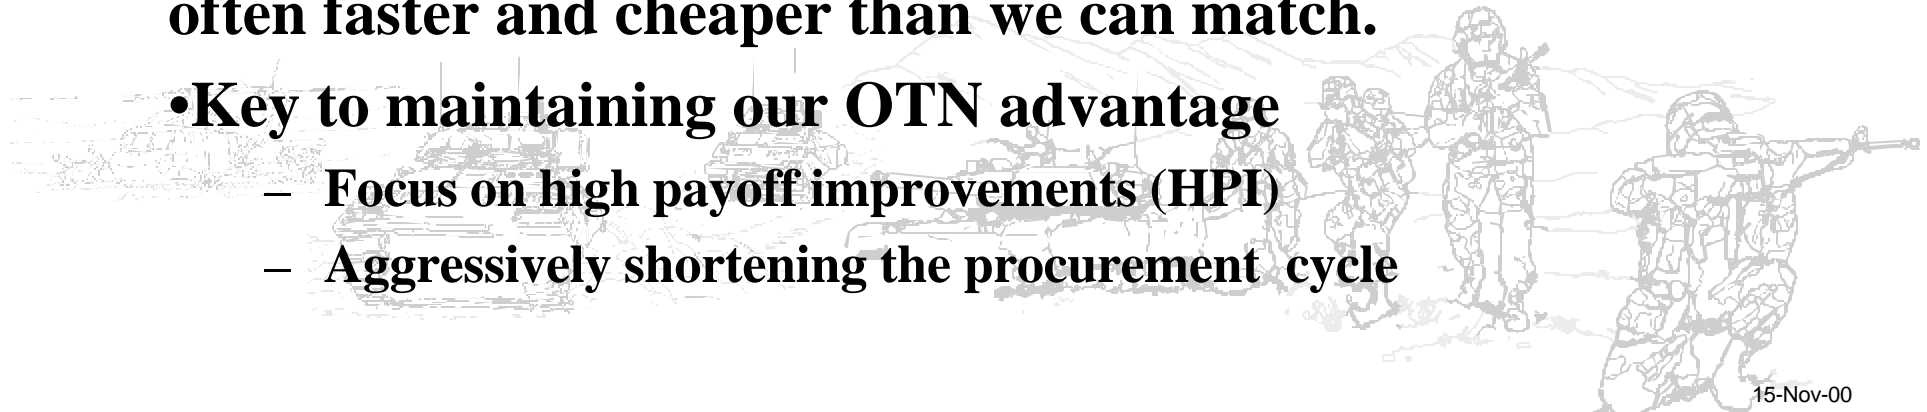 often faster and cheaper than we can match.
•Key to maintaining our OTN advantage
– Focus on high payoff improvements (HPI)
– Aggressively shortening the procurement cycle
15-Nov-00